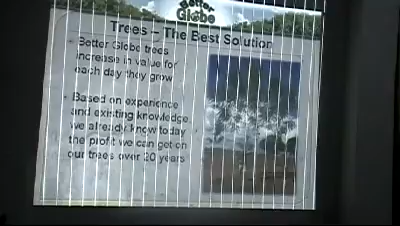 Better
Globe
Trees – The Best Solution
Better Globe trees
increase in value for
each day they grow
Based on experience
and existing knowledge
we already know today
the profit we can get on
our trees over 20 years